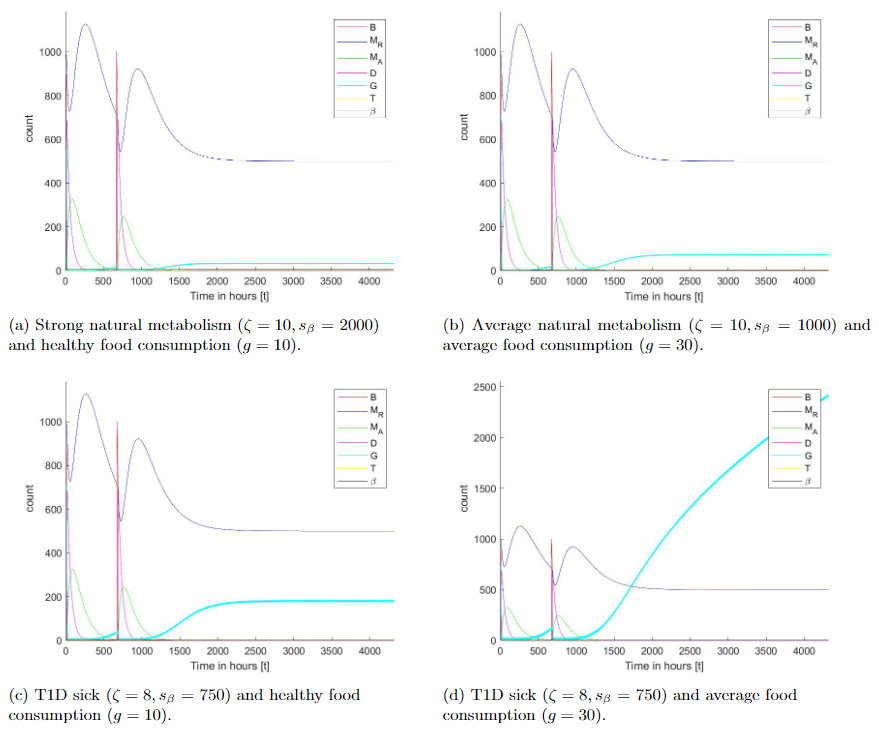 1000
800
600
400
200
0
count
B
M_R
M_A
D
G
T
β
0 500 1000 1500 2000 2500 3000 3500 4000
Time in hours [t]
(a) Strong natural metabolism (ζ = 10, s_β = 2000)
and healthy food consumption (g = 10).
1000
800
600
400
200
0
count
B
M_R
M_A
D
G
T
β
0 500 1000 1500 2000 2500 3000 3500 4000
Time in hours [t]
(b) Average natural metabolism (ζ = 10, s_β = 1000) and
average food consumption (g = 30).
1000
800
600
400
200
0
count
B
M_R
M_A
D
G
T
β
0 500 1000 1500 2000 2500 3000 3500 4000
Time in hours [t]
(c) T1D sick (ζ = 8, s_β = 750) and healthy food
consumption (g = 10).
2500
2000
1500
1000
500
0
count
B
M_R
M_A
D
G
T
β
0 500 1000 1500 2000 2500 3000 3500 4000
Time in hours [t]
(d) T1D sick (ζ = 8, s_β = 750) and average food
consumption (g = 30).